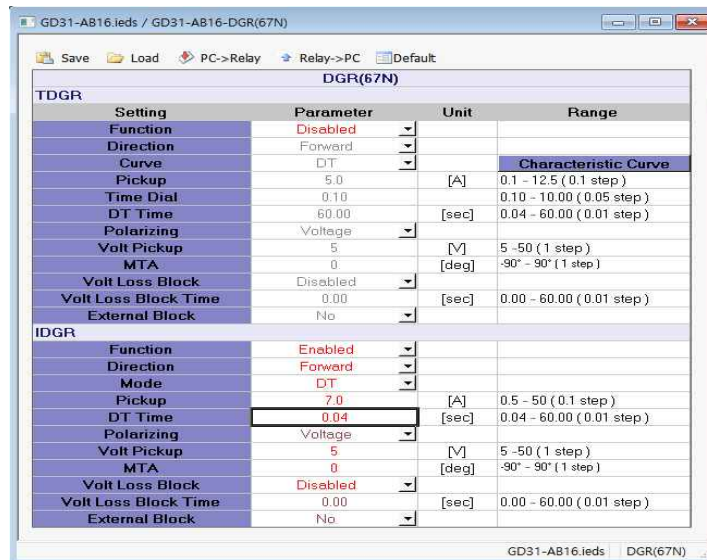 GD31-AB16.ieds / GD31-AB16-DGR(67N)
Save Load PC->Relay Relay->PC Default
DGR(67N)
TDGR
Setting Parameter Unit Range
Function Disabled
Direction Forward
Curve DT Characteristic Curve
Pickup 5.0 [A] 0.1 - 12.5 ( 0.1 step )
Time Dial 0.10 0.10 - 10.00 ( 0.05 step )
DT Time 60.00 [sec] 0.04 - 60.00 ( 0.01 step )
Polarizing Voltage
Volt Pickup 5 [V] 5 -50 ( 1 step )
MTA 0 [deg] -90° - 90° ( 1 step )
Volt Loss Block Disabled
Volt Loss Block Time 0.00 [sec] 0.00 - 60.00 ( 0.01 step )
External Block No
IDGR
Function Enabled
Direction Forward
Mode DT
Pickup 7.0 [A] 0.5 - 50 ( 0.1 step )
DT Time 0.04 [sec] 0.04 - 60.00 ( 0.01 step )
Polarizing Voltage
Volt Pickup 5 [V] 5 -50 ( 1 step )
MTA 0 [deg] -90° - 90° ( 1 step )
Volt Loss Block Disabled
Volt Loss Block Time 0.00 [sec] 0.00 - 60.00 ( 0.01 step )
External Block No
GD31-AB16.ieds DGR(67N)